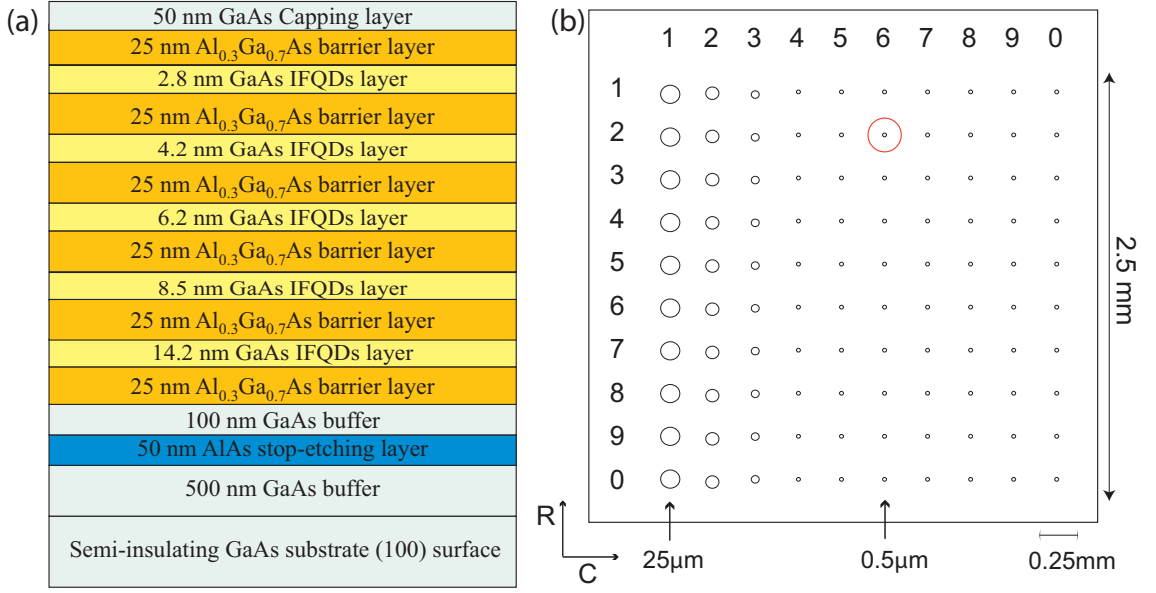 (a)
50 nm GaAs Capping layer
25 nm Al0.3Ga0.7As barrier layer
2.8 nm GaAs IFQDs layer
25 nm Al0.3Ga0.7As barrier layer
4.2 nm GaAs IFQDs layer
25 nm Al0.3Ga0.7As barrier layer
6.2 nm GaAs IFQDs layer
25 nm Al0.3Ga0.7As barrier layer
8.5 nm GaAs IFQDs layer
25 nm Al0.3Ga0.7As barrier layer
14.2 nm GaAs IFQDs layer
25 nm Al0.3Ga0.7As barrier layer
100 nm GaAs buffer
50 nm AlAs stop-etching layer
500 nm GaAs buffer
Semi-insulating GaAs substrate (100) surface
(b)
1 2 3 4 5 6 7 8 9 0
1
2
3
4
5
6
7
8
9
0
2.5 mm
R
C
25µm
0.5µm
0.25mm